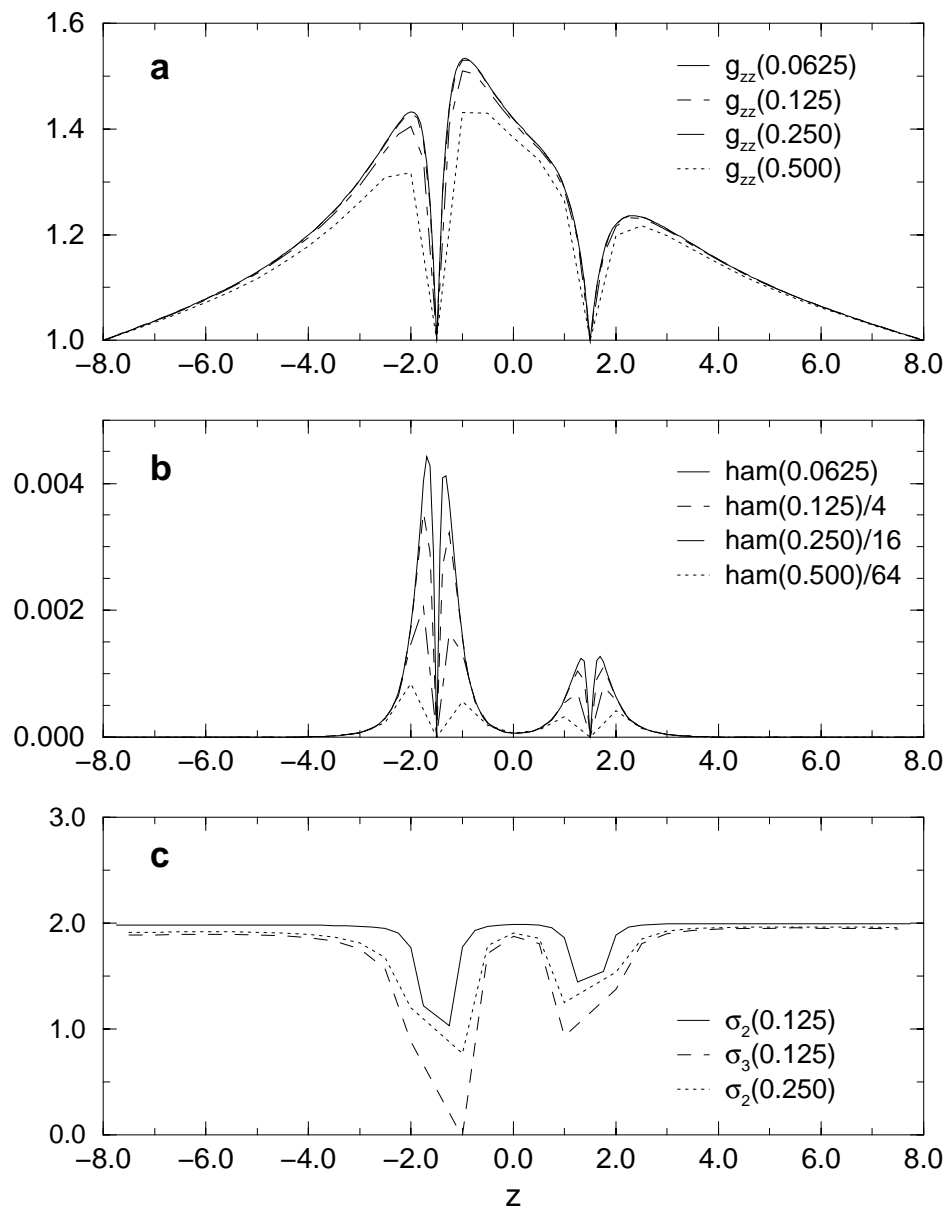 1.6
a
g_zz(0.0625)
g_zz(0.125)
1.4
g_zz(0.250)
g_zz(0.500)
1.2
1.0
−8.0 −6.0 −4.0 −2.0 0.0 2.0 4.0 6.0 8.0
b
ham(0.0625)
0.004
ham(0.125)/4
ham(0.250)/16
ham(0.500)/64
0.002
0.000
−8.0 −6.0 −4.0 −2.0 0.0 2.0 4.0 6.0 8.0
3.0
c
2.0
σ_2(0.125)
1.0
σ_3(0.125)
σ_2(0.250)
0.0
−8.0 −6.0 −4.0 −2.0 0.0 2.0 4.0 6.0 8.0
z